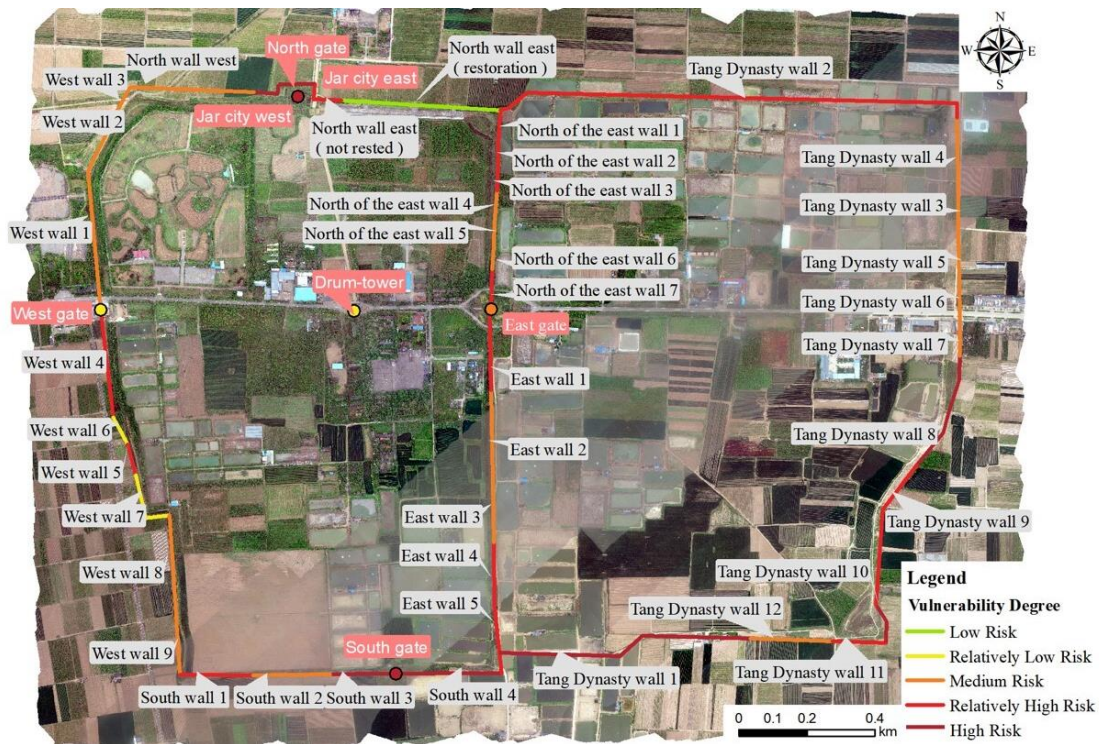 North gate
North wall east
( restoration )
North wall west
West wall 3
Jar city east
Tang Dynasty wall 2
N
W
E
S
Jar city west
West wall 2
North wall east
( not rested )
North of the east wall 1
North of the east wall 2
North of the east wall 3
North of the east wall 4
North of the east wall 5
North of the east wall 6
North of the east wall 7
Tang Dynasty wall 4
Tang Dynasty wall 3
Tang Dynasty wall 5
Tang Dynasty wall 6
Tang Dynasty wall 7
West wall 1
West gate
Drum-tower
East gate
West wall 4
East wall 1
West wall 6
East wall 2
Tang Dynasty wall 8
West wall 5
West wall 7
East wall 3
Tang Dynasty wall 9
West wall 8
East wall 4
Tang Dynasty wall 10
East wall 5
Tang Dynasty wall 12
West wall 9
South gate
Tang Dynasty wall 11
Tang Dynasty wall 1
South wall 1
South wall 2
South wall 3
South wall 4
Legend
Vulnerability Degree
Low Risk
Relatively Low Risk
Medium Risk
Relatively High Risk
High Risk
0 0.1 0.2 0.4
km